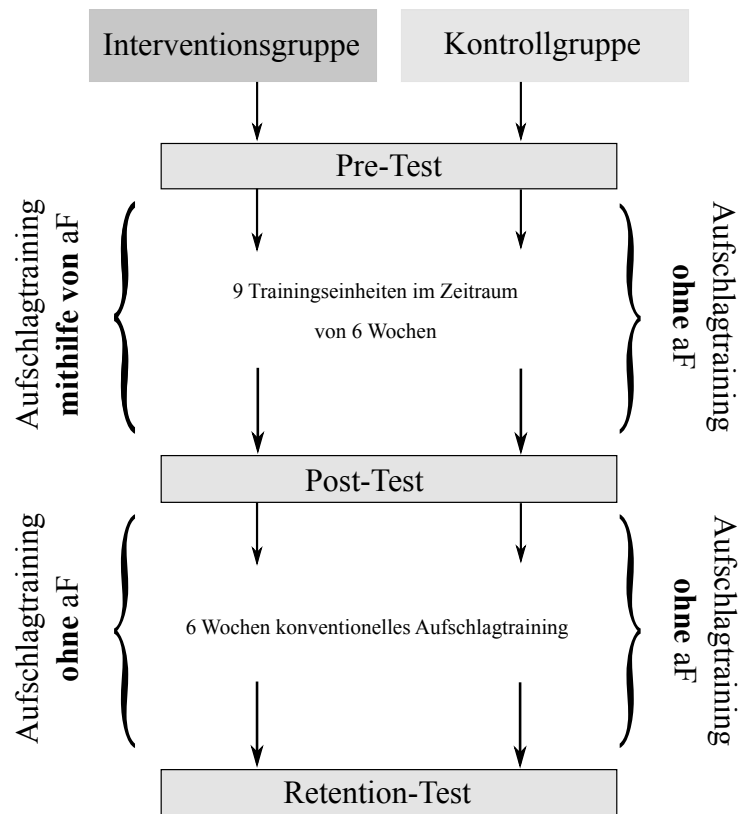 Interventionsgruppe
Kontrollgruppe
Pre-Test
Aufschlagtraining
mithilfe von aF
9 Trainingseinheiten im Zeitraum
von 6 Wochen
Aufschlagtraining
ohne aF
Post-Test
Aufschlagtraining
ohne aF
6 Wochen konventionelles Aufschlagtraining
Aufschlagtraining
ohne aF
Retention-Test